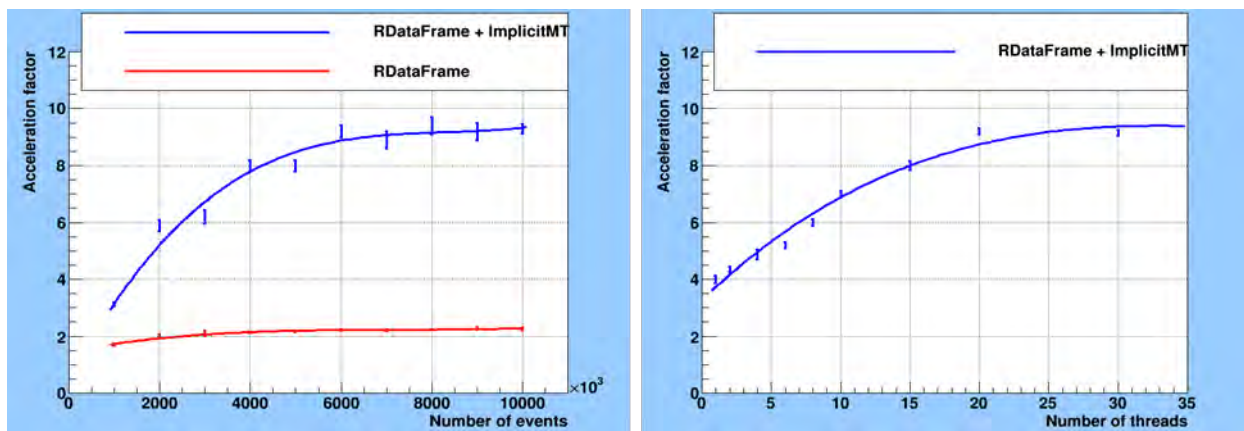 RDataFrame + ImplicitMT
RDataFrame
Acceleration factor
12
10
8
6
4
2
0
0 2000 4000 6000 8000 10000
×10³
Number of events
RDataFrame + ImplicitMT
Acceleration factor
12
10
8
6
4
2
0
0 5 10 15 20 25 30 35
Number of threads